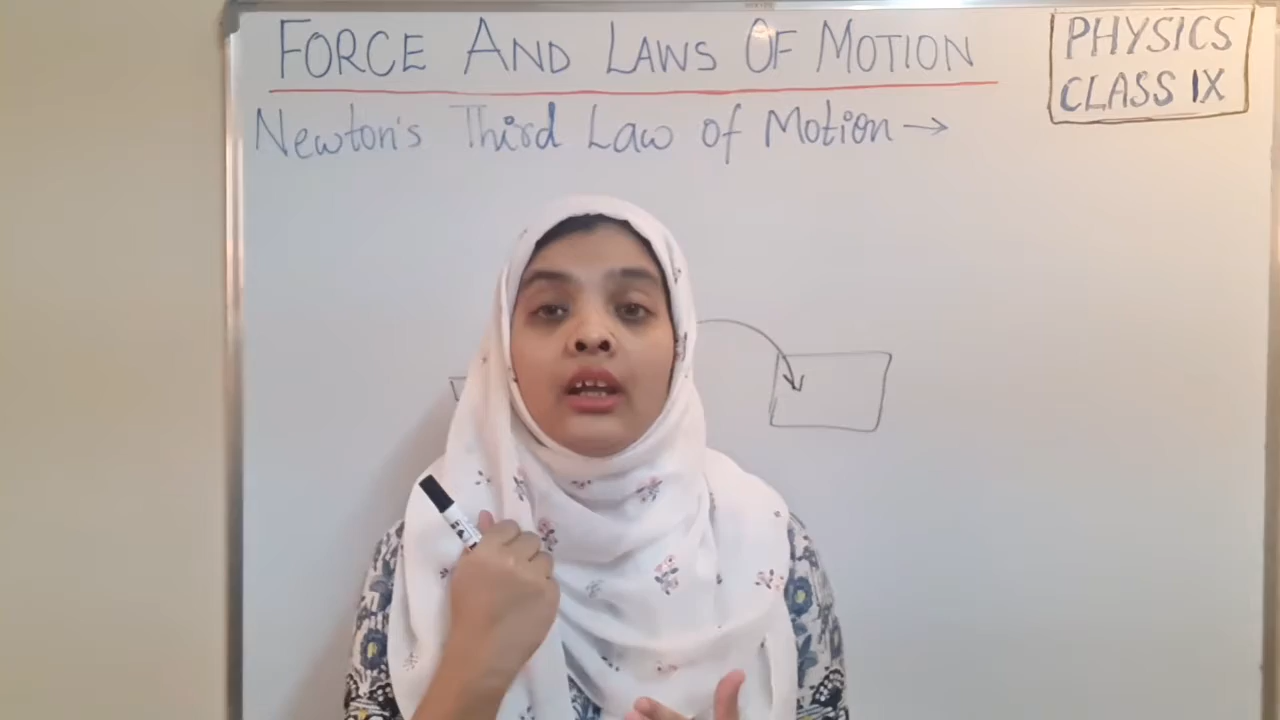 FORCE AND LAWS OF MOTION
PHYSICS
CLASS IX
Newton's Third Law of Motion →